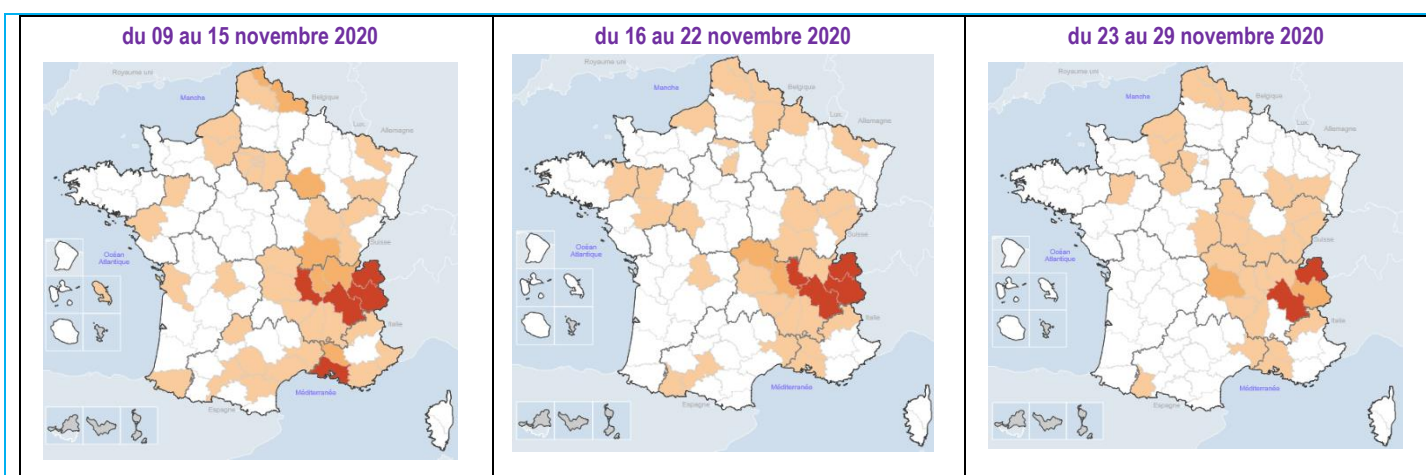 du 09 au 15 novembre 2020
Royaume uni
Manche
Belgique
Lux.
Allemagne
Suisse
Océan
Atlantique
Italie
Méditerranée
Espagne
du 16 au 22 novembre 2020
Royaume uni
Manche
Belgique
Lux.
Allemagne
Suisse
Océan
Atlantique
Italie
Méditerranée
Espagne
du 23 au 29 novembre 2020
Royaume uni
Manche
Belgique
Lux.
Allemagne
Suisse
Océan
Atlantique
Italie
Méditerranée
Espagne